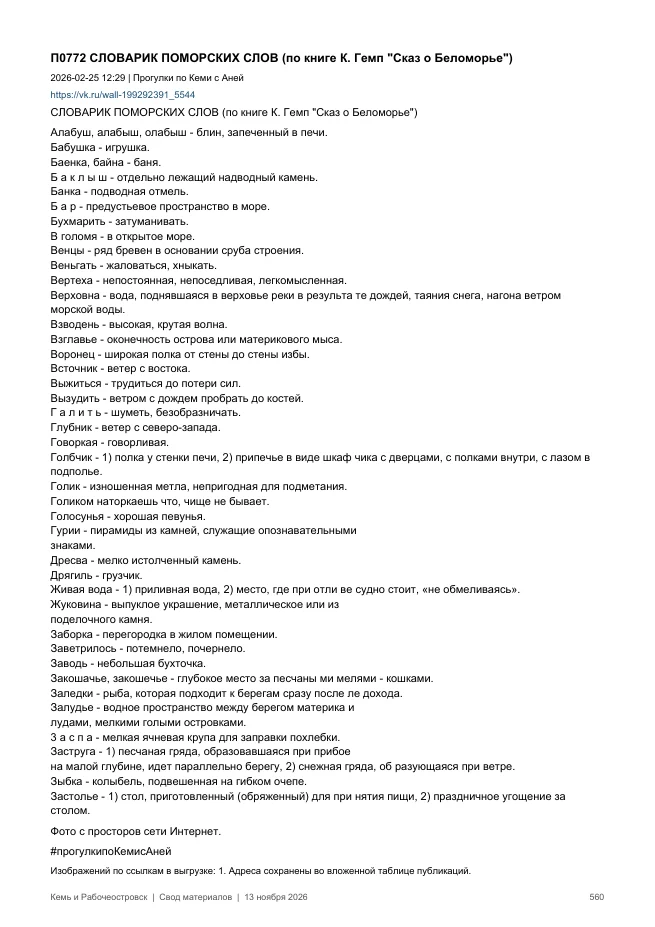 П0772 СЛОВАРИК ПОМОРСКИХ СЛОВ (по книге К. Гемп "Сказ о Беломорье")
2026-02-25 12:29 | Прогулки по Кеми с Аней
https://vk.ru/wall-199292391_5544
СЛОВАРИК ПОМОРСКИХ СЛОВ (по книге К. Гемп "Сказ о Беломорье")
Алабуш, алабыш, олабыш - блин, запеченный в печи.
Бабушка - игрушка.
Баенка, байна - баня.
Б а к л ы ш - отдельно лежащий надводный камень.
Банка - подводная отмель.
Б а р - предустьевое пространство в море.
Бухмарить - затуманивать.
В голомя - в открытое море.
Венцы - ряд бревен в основании сруба строения.
Веньгать - жаловаться, хныкать.
Вертеха - непостоянная, непоседливая, легкомысленная.
Верховна - вода, поднявшаяся в верховье реки в результа те дождей, таяния снега, нагона ветром
морской воды.
Взводень - высокая, крутая волна.
Взглавье - оконечность острова или материкового мыса.
Воронец - широкая полка от стены до стены избы.
Всточник - ветер с востока.
Выжиться - трудиться до потери сил.
Вызудить - ветром с дождем пробрать до костей.
Г а л и т ь - шуметь, безобразничать.
Глубник - ветер с северо-запада.
Говоркая - говорливая.
Голбчик - 1) полка у стенки печи, 2) припечье в виде шкаф чика с дверцами, с полками внутри, с лазом в
подполье.
Голик - изношенная метла, непригодная для подметания.
Голиком наторкаешь что, чище не бывает.
Голосунья - хорошая певунья.
Гурии - пирамиды из камней, служащие опознавательными
знаками.
Дресва - мелко истолченный камень.
Дрягиль - грузчик.
Живая вода - 1) приливная вода, 2) место, где при отли ве судно стоит, «не обмеливаясь».
Жуковина - выпуклое украшение, металлическое или из
поделочного камня.
Заборка - перегородка в жилом помещении.
Заветрилось - потемнело, почернело.
Заводь - небольшая бухточка.
Закошачье, закошечье - глубокое место за песчаны ми мелями - кошками.
Заледки - рыба, которая подходит к берегам сразу после ле дохода.
Залудье - водное пространство между берегом материка и
лудами, мелкими голыми островками.
З а с п а - мелкая ячневая крупа для заправки похлебки.
Заструга - 1) песчаная гряда, образовавшаяся при прибое
на малой глубине, идет параллельно берегу, 2) снежная гряда, об разующаяся при ветре.
Зыбка - колыбель, подвешенная на гибком очепе.
Застолье - 1) стол, приготовленный (обряженный) для при нятия пищи, 2) праздничное угощение за
столом.
Фото с просторов сети Интернет.
#прогулкипоКемисАней
Изображений по ссылкам в выгрузке: 1. Адреса сохранены во вложенной таблице публикаций.
Кемь и Рабочеостровск | Свод материалов | 13 ноября 2026 560